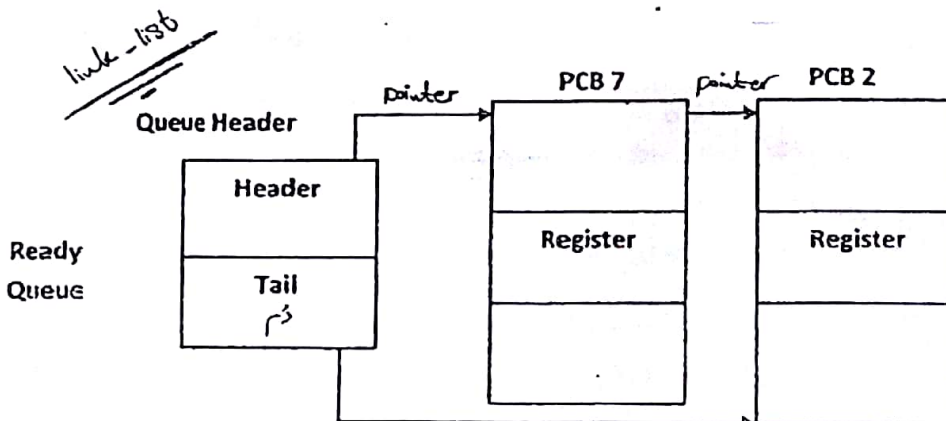 link-list
pointer
PCB 7
pointer
PCB 2
Queue Header
Header
Register
Register
Ready
Queue
Tail